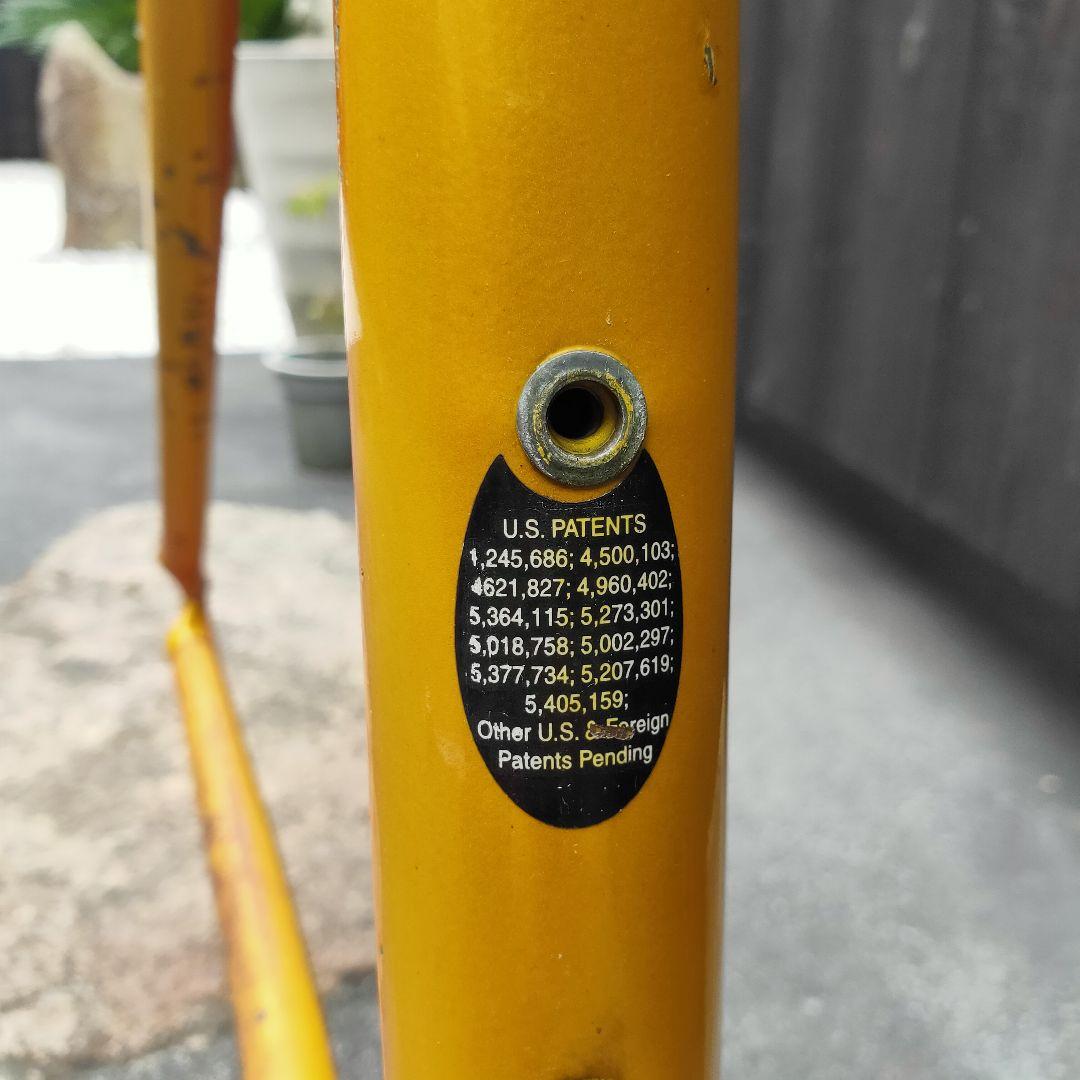 U.S. PATENTS
1,245,686; 4,500,103;
4621,827; 4,960,402;
5,364,115; 5,273,301;
5,018,758; 5,002,297;
5,377,734; 5,207,619;
5,405,159;
Other U.S. & Foreign
Patents Pending